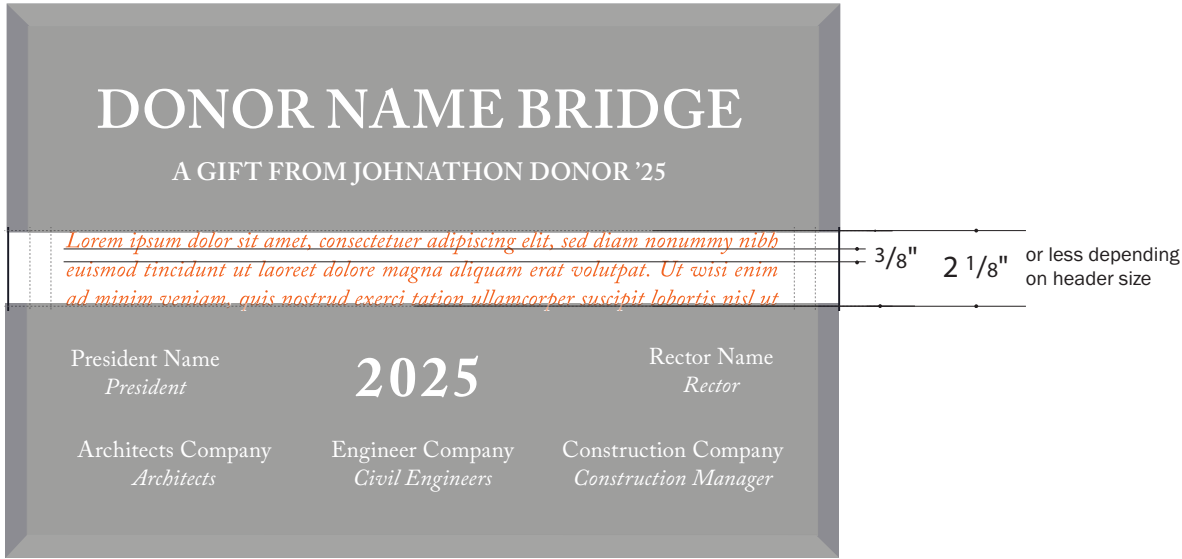 DONOR NAME BRIDGE
A GIFT FROM JOHNATHON DONOR ’25
Lorem ipsum dolor sit amet, consectetuer adipiscing elit, sed diam nonummy nibh
euismod tincidunt ut laoreet dolore magna aliquam erat volutpat. Ut wisi enim
ad minim veniam, quis nostrud exerci tation ullamcorper suscipit lobortis nisl ut
3/8"
2 1/8"
or less depending
on header size
President Name
President
2025
Rector Name
Rector
Architects Company
Architects
Engineer Company
Civil Engineers
Construction Company
Construction Manager